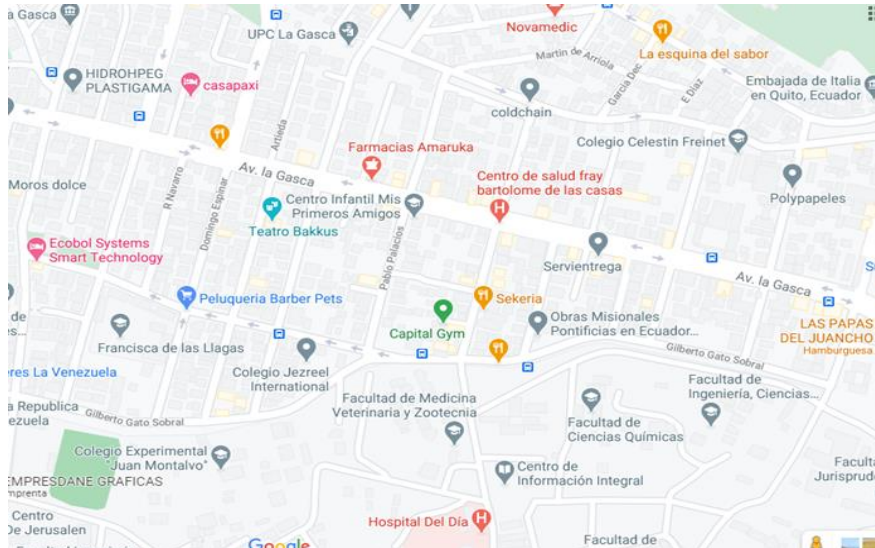 a Gasca
UPC La Gasca
Novamedic
Martin de Arriola
La esquina del sabor
HIDROHPEG
PLASTIGAMA
casapaxi
García Dec
E Diaz
Embajada de Italia
en Quito, Ecuador
coldchain
Artieda
Colegio Celestin Freinet
Farmacias Amaruka
Av. la Gasca
Centro de salud fray
bartolome de las casas
Moros dolce
R Navarro
Domingo Espinar
Centro Infantil Mis
Primeros Amigos
Polypapeles
Teatro Bakkus
Ecobol Systems
Smart Technology
Pablo Palacios
Servientrega
Av. la Gasca
Peluqueria Barber Pets
Sekeria
Capital Gym
Obras Misionales
Pontificias en Ecuador...
de
es...
LAS PAPAS
DEL JUANCHO
Hamburguesa
Francisca de las Llagas
Gilberto Gato Sobral
Colegio Jezreel
International
eres La Venezuela
Facultad de Medicina
Veterinaria y Zootecnia
Facultad de
Ingeniería, Ciencias...
a Republica
ezuela
Gilberto Gato Sobral
Facultad de
Ciencias Químicas
Colegio Experimental
"Juan Montalvo"
Centro de
Información Integral
Faculta
Jurisprud
EMPRESDANE GRAFICAS
mprenta
Centro
De Jerusalen
Hospital Del Día
Google
Facultad de